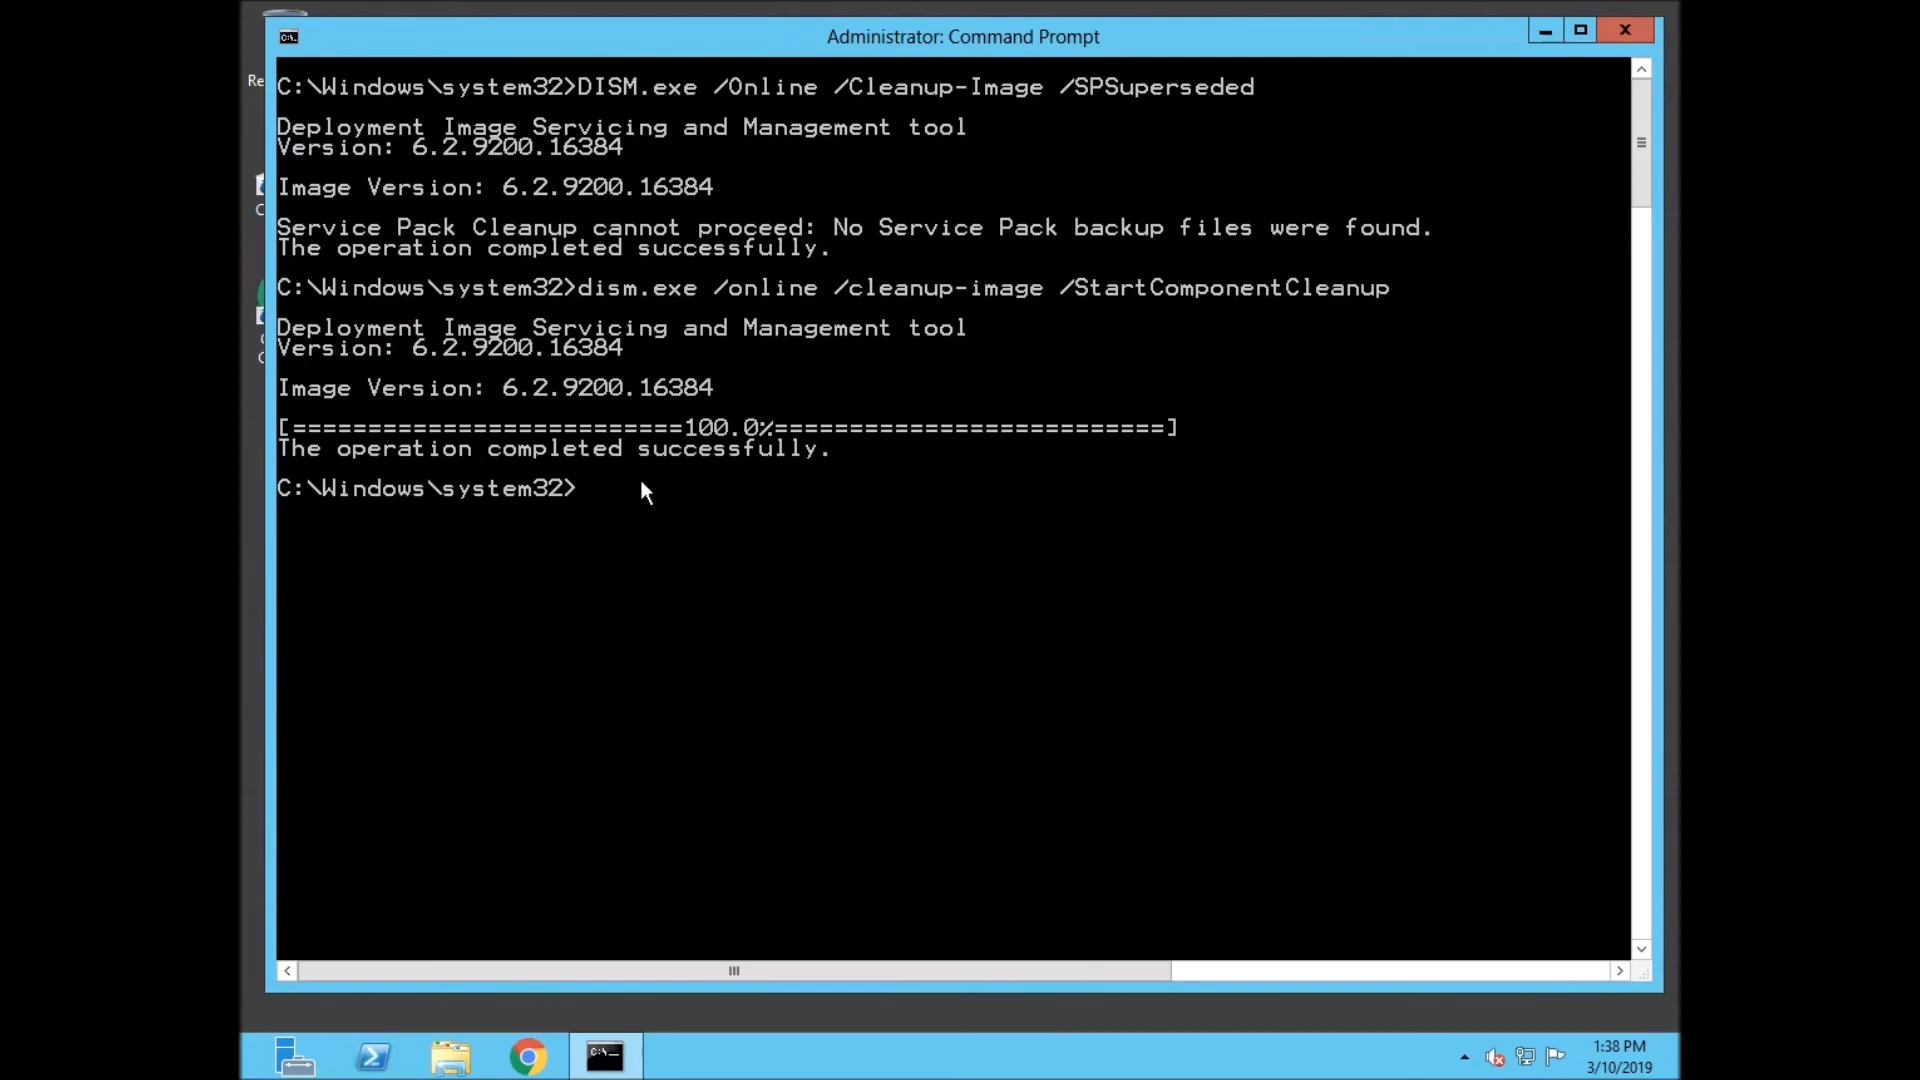 Administrator: Command Prompt
Re
C:\Windows\system32>DISM.exe /Online /Cleanup-Image /SPSuperseded
Deployment Image Servicing and Management tool
Version: 6.2.9200.16384
Image Version: 6.2.9200.16384
Service Pack Cleanup cannot proceed: No Service Pack backup files were found.
The operation completed successfully.
C:\Windows\system32>dism.exe /online /cleanup-image /StartComponentCleanup
Deployment Image Servicing and Management tool
Version: 6.2.9200.16384
Image Version: 6.2.9200.16384
[==========================100.0%==========================]
The operation completed successfully.
C:\Windows\system32>
1:38 PM
3/10/2019